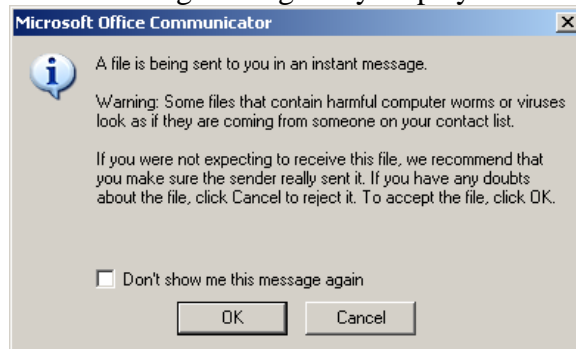 Microsoft Office Communicator
A file is being sent to you in an instant message.
Warning: Some files that contain harmful computer worms or viruses
look as if they are coming from someone on your contact list.
If you were not expecting to receive this file, we recommend that
you make sure the sender really sent it. If you have any doubts
about the file, click Cancel to reject it. To accept the file, click OK.
Don't show me this message again
OK Cancel